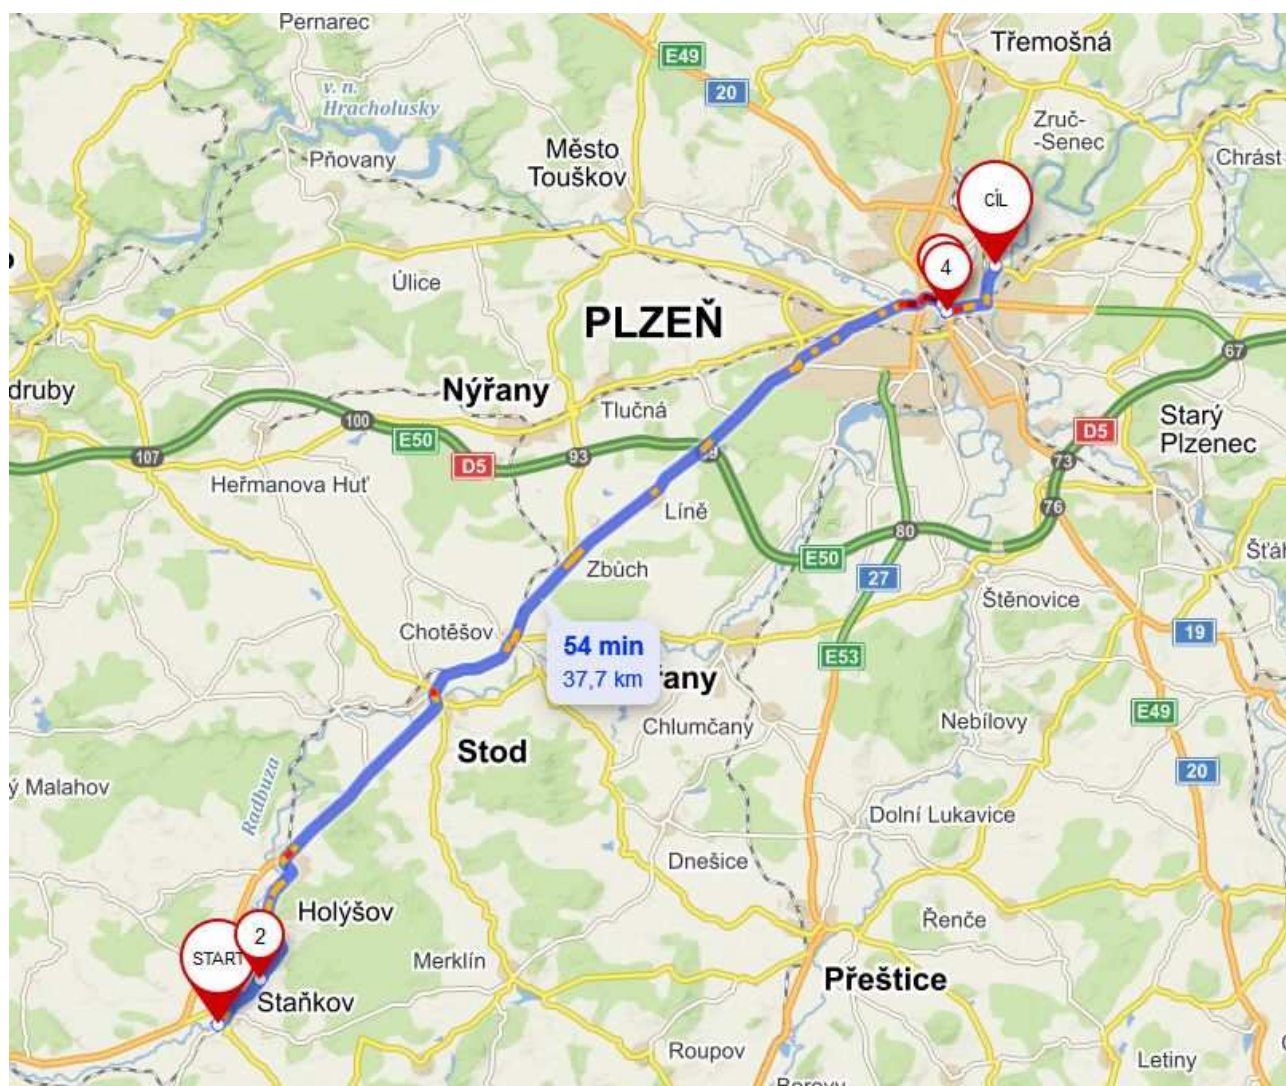 Pernarec
Třemošná
E49
20
v. n.
Hracholusky
Zruč-
-Senec
Město
Touškov
Pňovany
Chrást
CÍL
4
Úlice
PLZEŇ
67
druby
Nýřany
Tlučná
100
E50
D5
Starý
Plzenec
107
D5
93
73
Heřmanova Huť
76
Líně
80
E50
Zbůch
27
Štěnovice
Chotěšov
19
54 min
37,7 km
E53
řany
Chlumčany
Nebílovy
E49
Stod
20
ý Malahov
Radbuza
Dolní Lukavice
Dnešice
Holýšov
Řenče
2
START
Merklín
Přeštice
Staňkov
Roupov
Letiny